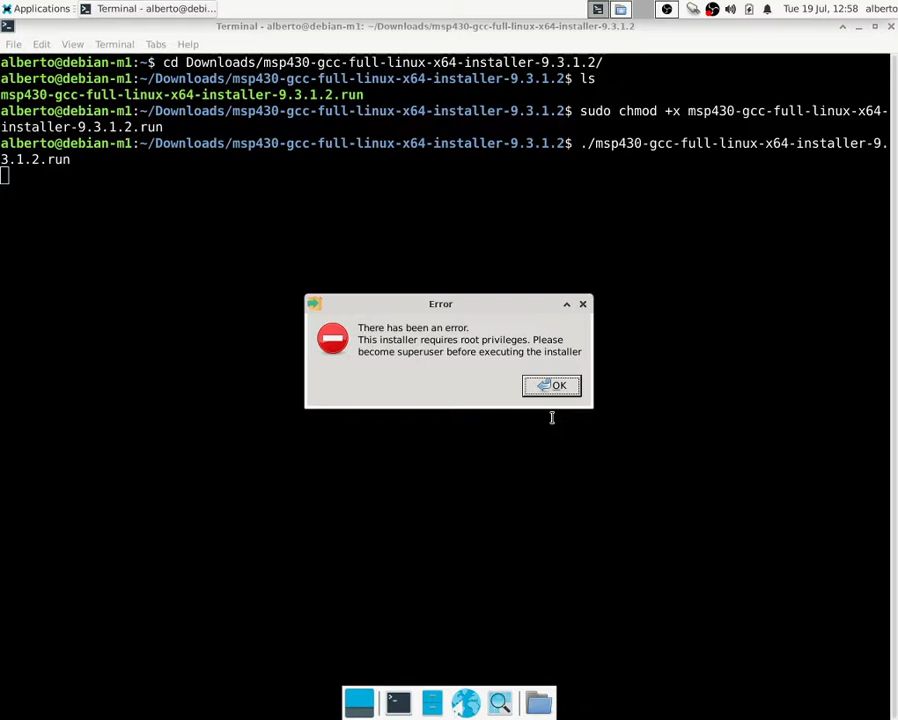 Applications
Terminal - alberto@debi...
Tue 19 Jul, 12:58
alberto
Terminal - alberto@debian-m1: ~/Downloads/msp430-gcc-full-linux-x64-installer-9.3.1.2
File Edit View Terminal Tabs Help
alberto@debian-m1:~$ cd Downloads/msp430-gcc-full-linux-x64-installer-9.3.1.2/
alberto@debian-m1:~/Downloads/msp430-gcc-full-linux-x64-installer-9.3.1.2$ ls
msp430-gcc-full-linux-x64-installer-9.3.1.2.run
alberto@debian-m1:~/Downloads/msp430-gcc-full-linux-x64-installer-9.3.1.2$ sudo chmod +x msp430-gcc-full-linux-x64-
installer-9.3.1.2.run
alberto@debian-m1:~/Downloads/msp430-gcc-full-linux-x64-installer-9.3.1.2$ ./msp430-gcc-full-linux-x64-installer-9.
3.1.2.run
Error
There has been an error.
This installer requires root privileges. Please
become superuser before executing the installer
OK